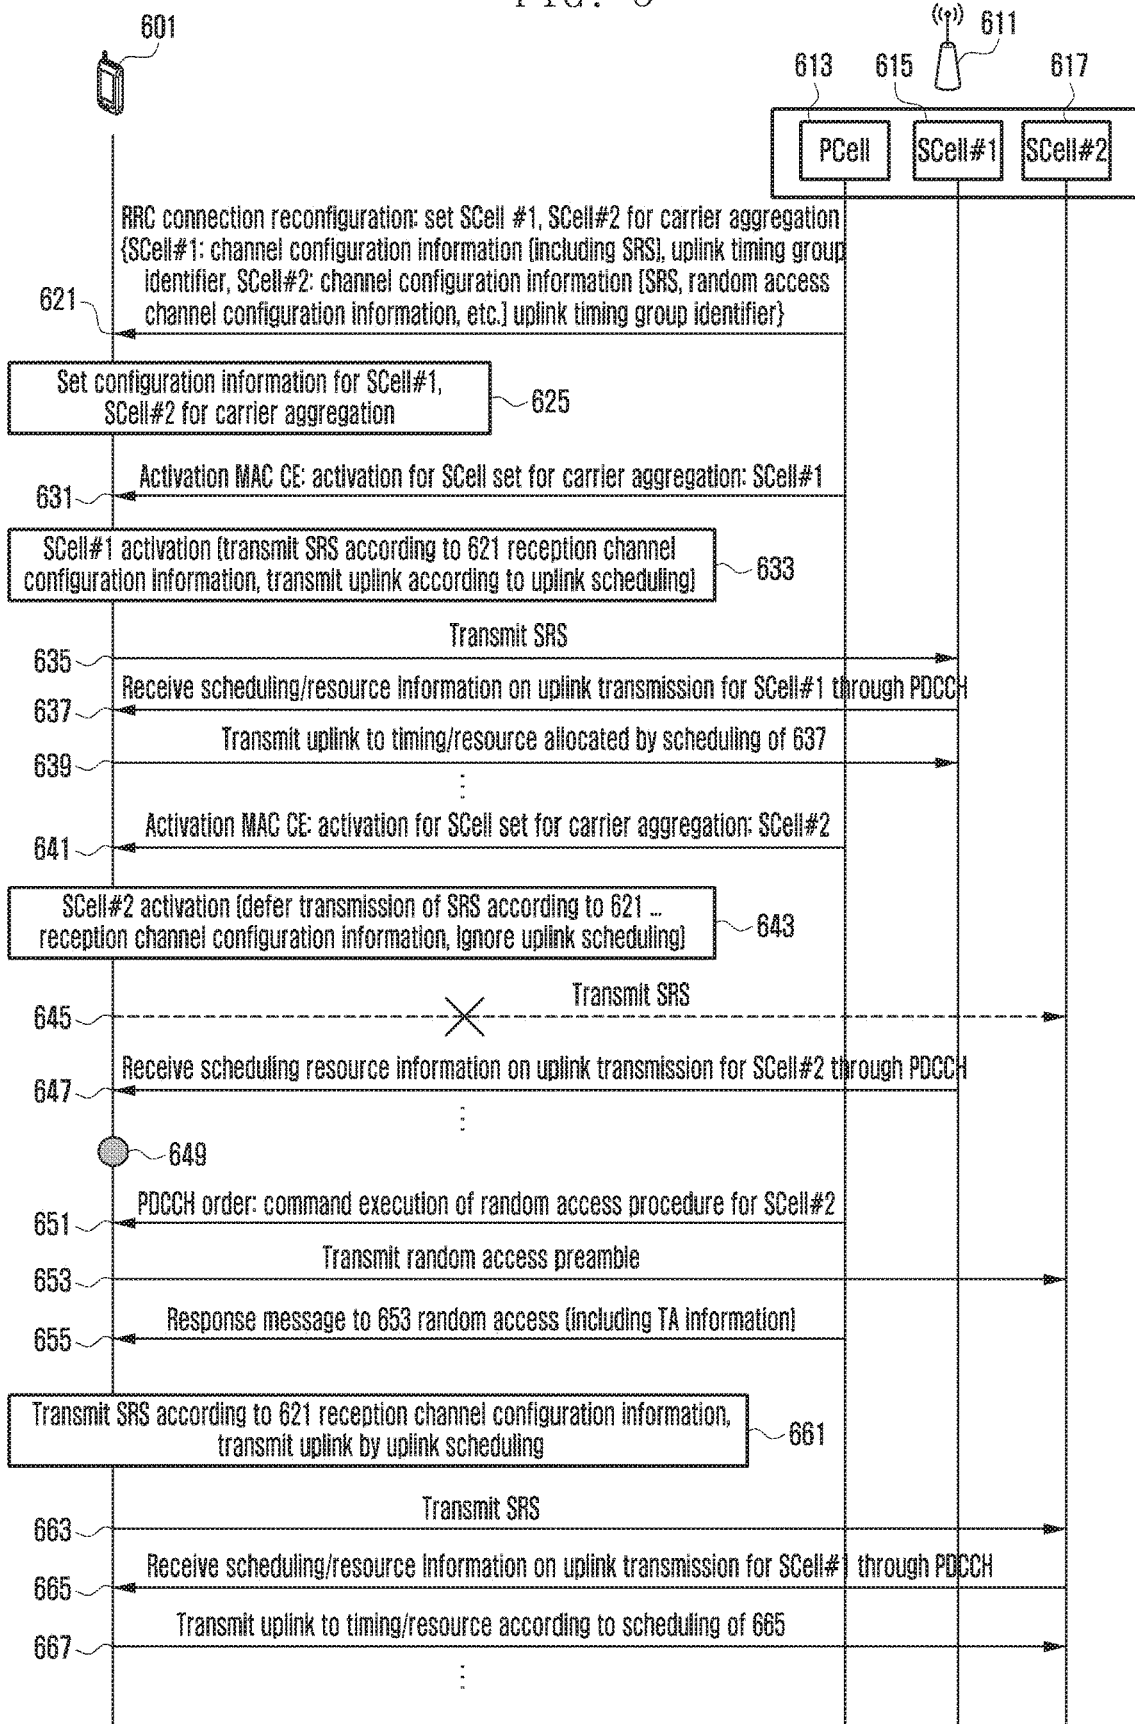 601
611
613
615
617
PCell
SCell#1
SCell#2
RRC connection reconfiguration: set SCell #1, SCell#2 for carrier aggregation
{SCell#1: channel configuration information (including SRS), uplink timing group
identifier, SCell#2: channel configuration information (SRS, random access
channel configuration information, etc.) uplink timing group identifier}
621
Set configuration information for SCell#1,
SCell#2 for carrier aggregation
625
Activation MAC CE: activation for SCell set for carrier aggregation: SCell#1
631
SCell#1 activation (transmit SRS according to 621 reception channel
configuration information, transmit uplink according to uplink scheduling)
633
Transmit SRS
635
Receive scheduling/resource information on uplink transmission for SCell#1 through PDCCH
637
Transmit uplink to timing/resource allocated by scheduling of 637
639
Activation MAC CE: activation for SCell set for carrier aggregation: SCell#2
641
SCell#2 activation (defer transmission of SRS according to 621 ...
reception channel configuration information, ignore uplink scheduling)
643
Transmit SRS
645
Receive scheduling resource information on uplink transmission for SCell#2 through PDCCH
647
649
PDCCH order: command execution of random access procedure for SCell#2
651
Transmit random access preamble
653
Response message to 653 random access (including TA information)
655
Transmit SRS according to 621 reception channel configuration information,
transmit uplink by uplink scheduling
661
Transmit SRS
663
Receive scheduling/resource information on uplink transmission for SCell#1 through PDCCH
665
Transmit uplink to timing/resource according to scheduling of 665
667